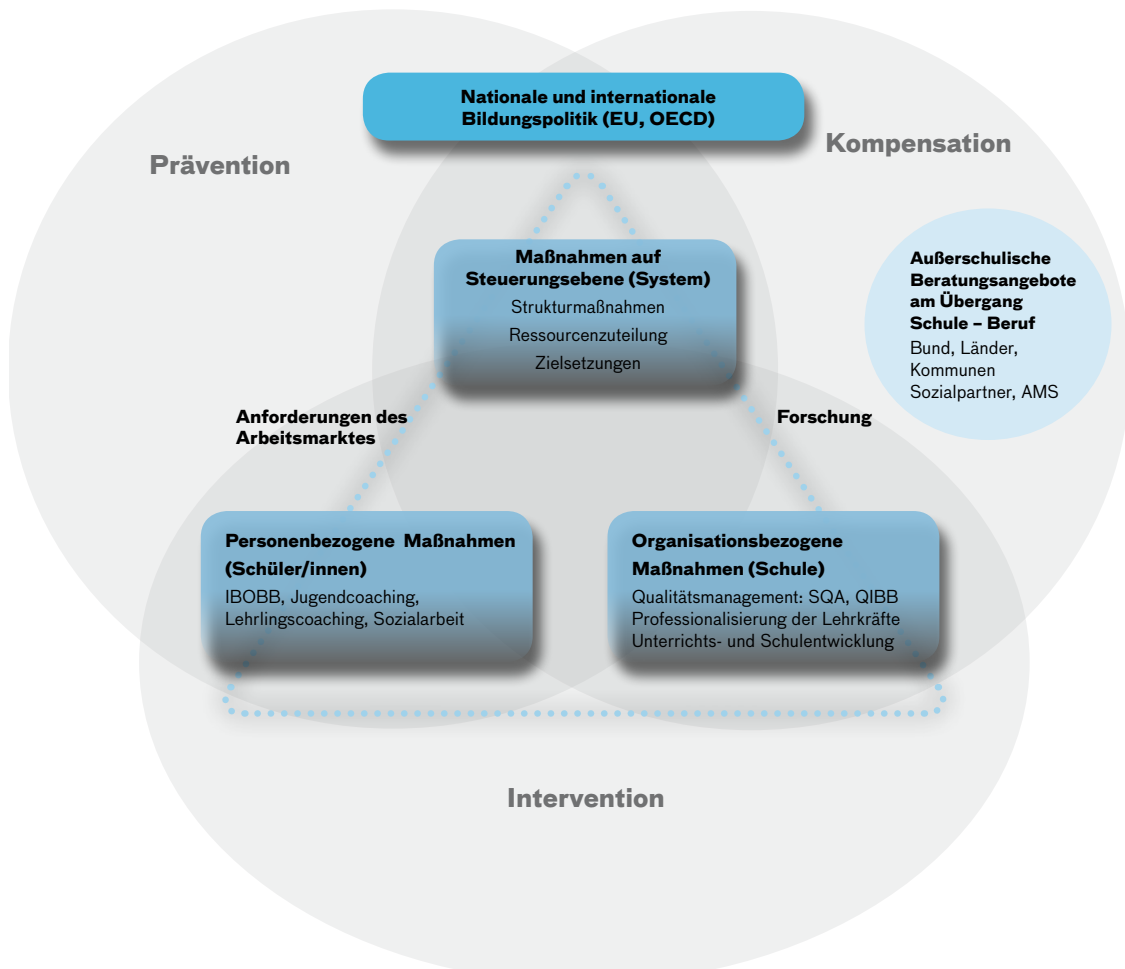 Nationale und internationale
Bildungspolitik (EU, OECD)
Prävention
Kompensation
Maßnahmen auf
Steuerungsebene (System)
Strukturmaßnahmen
Ressourcenzuteilung
Zielsetzungen
Außerschulische
Beratungsangebote
am Übergang
Schule – Beruf
Bund, Länder,
Kommunen
Sozialpartner, AMS
Anforderungen des
Arbeitsmarktes
Forschung
Personenbezogene Maßnahmen
(Schüler/innen)
IBOBB, Jugendcoaching,
Lehrlingscoaching, Sozialarbeit
Organisationsbezogene
Maßnahmen (Schule)
Qualitätsmanagement: SQA, QIBB
Professionalisierung der Lehrkräfte
Unterrichts- und Schulentwicklung
Intervention